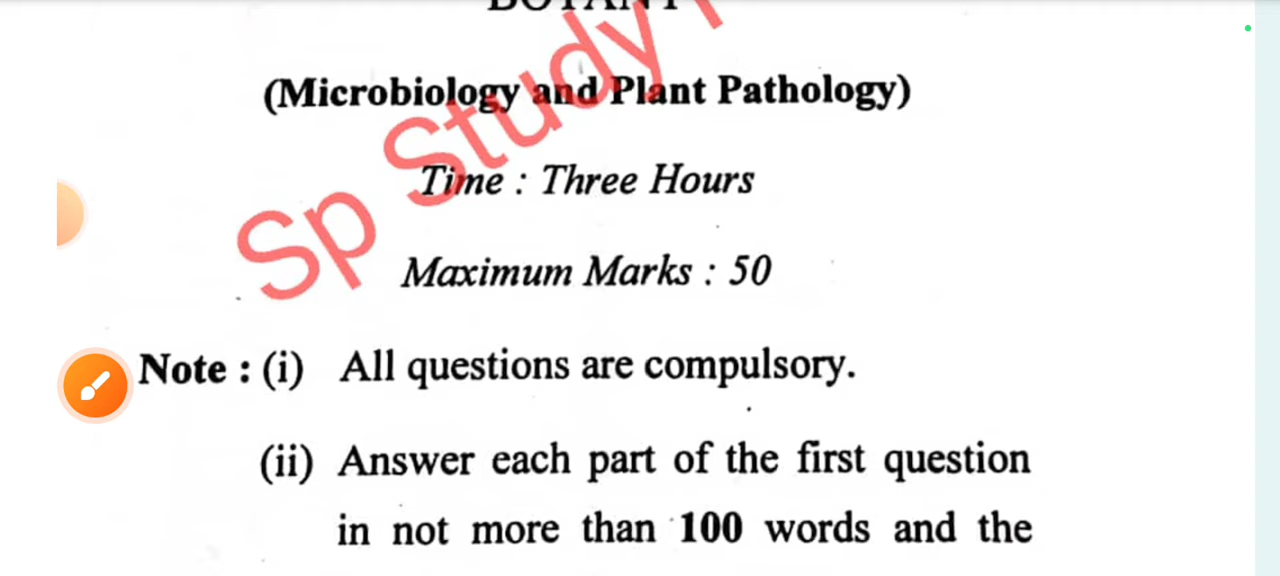 BOTANY
(Microbiology and Plant Pathology)
Time : Three Hours
Maximum Marks : 50
Note : (i) All questions are compulsory.
(ii) Answer each part of the first question
in not more than 100 words and the
Sp Study